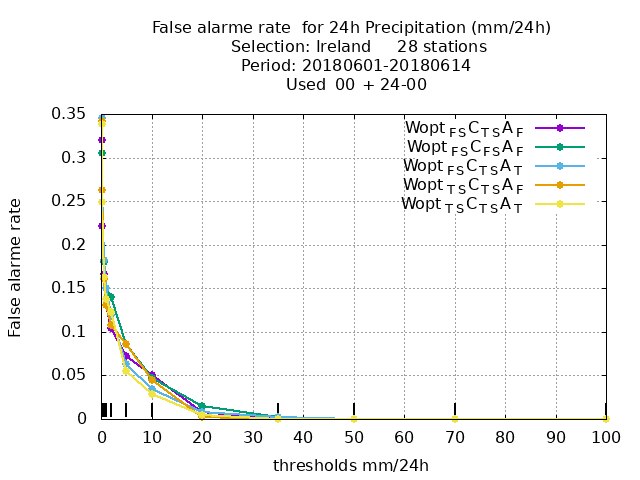 False alarme rate  for 24h Precipitation (mm/24h)
Selection: Ireland     28 stations
Period: 20180601-20180614
Used  00 + 24-00
Wopt FS C TS A F
Wopt FS C FS A F
Wopt FS C TS A T
Wopt TS C TS A F
Wopt TS C TS A T
False alarme rate
0.35
0.3
0.25
0.2
0.15
0.1
0.05
0
0 10 20 30 40 50 60 70 80 90 100
thresholds mm/24h